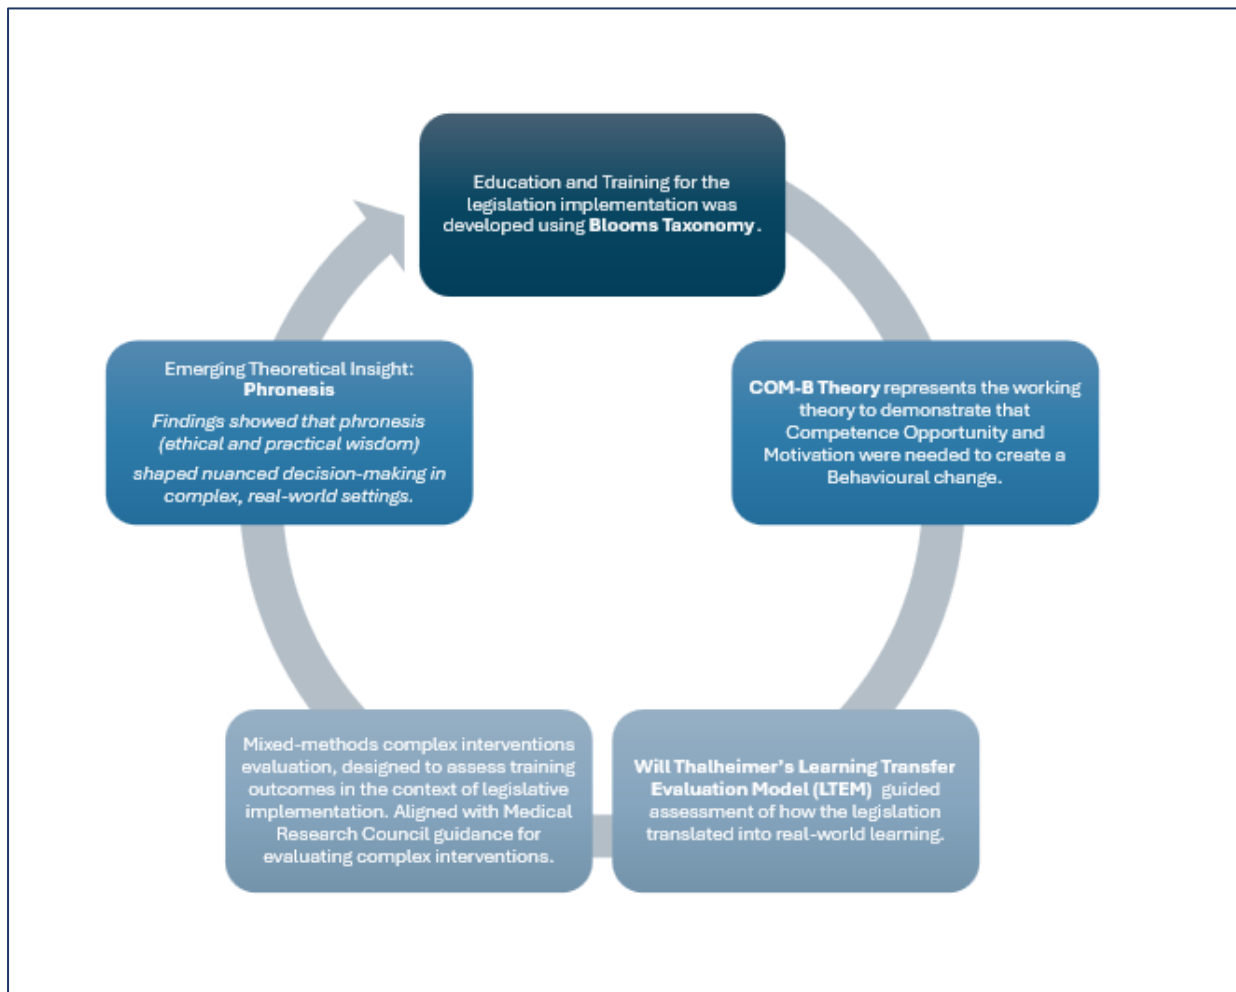 Education and Training for the
legislation implementation was
developed using Blooms Taxonomy.
COM-B Theory represents the working
theory to demonstrate that
Competence Opportunity and
Motivation were needed to create a
Behavioural change.
Will Thalheimer's Learning Transfer
Evaluation Model (LTEM) guided
assessment of how the legislation
translated into real-world learning.
Mixed-methods complex interventions
evaluation, designed to assess training
outcomes in the context of legislative
implementation. Aligned with Medical
Research Council guidance for
evaluating complex interventions.
Emerging Theoretical Insight:
Phronesis
Findings showed that phronesis
(ethical and practical wisdom)
shaped nuanced decision-making in
complex, real-world settings.